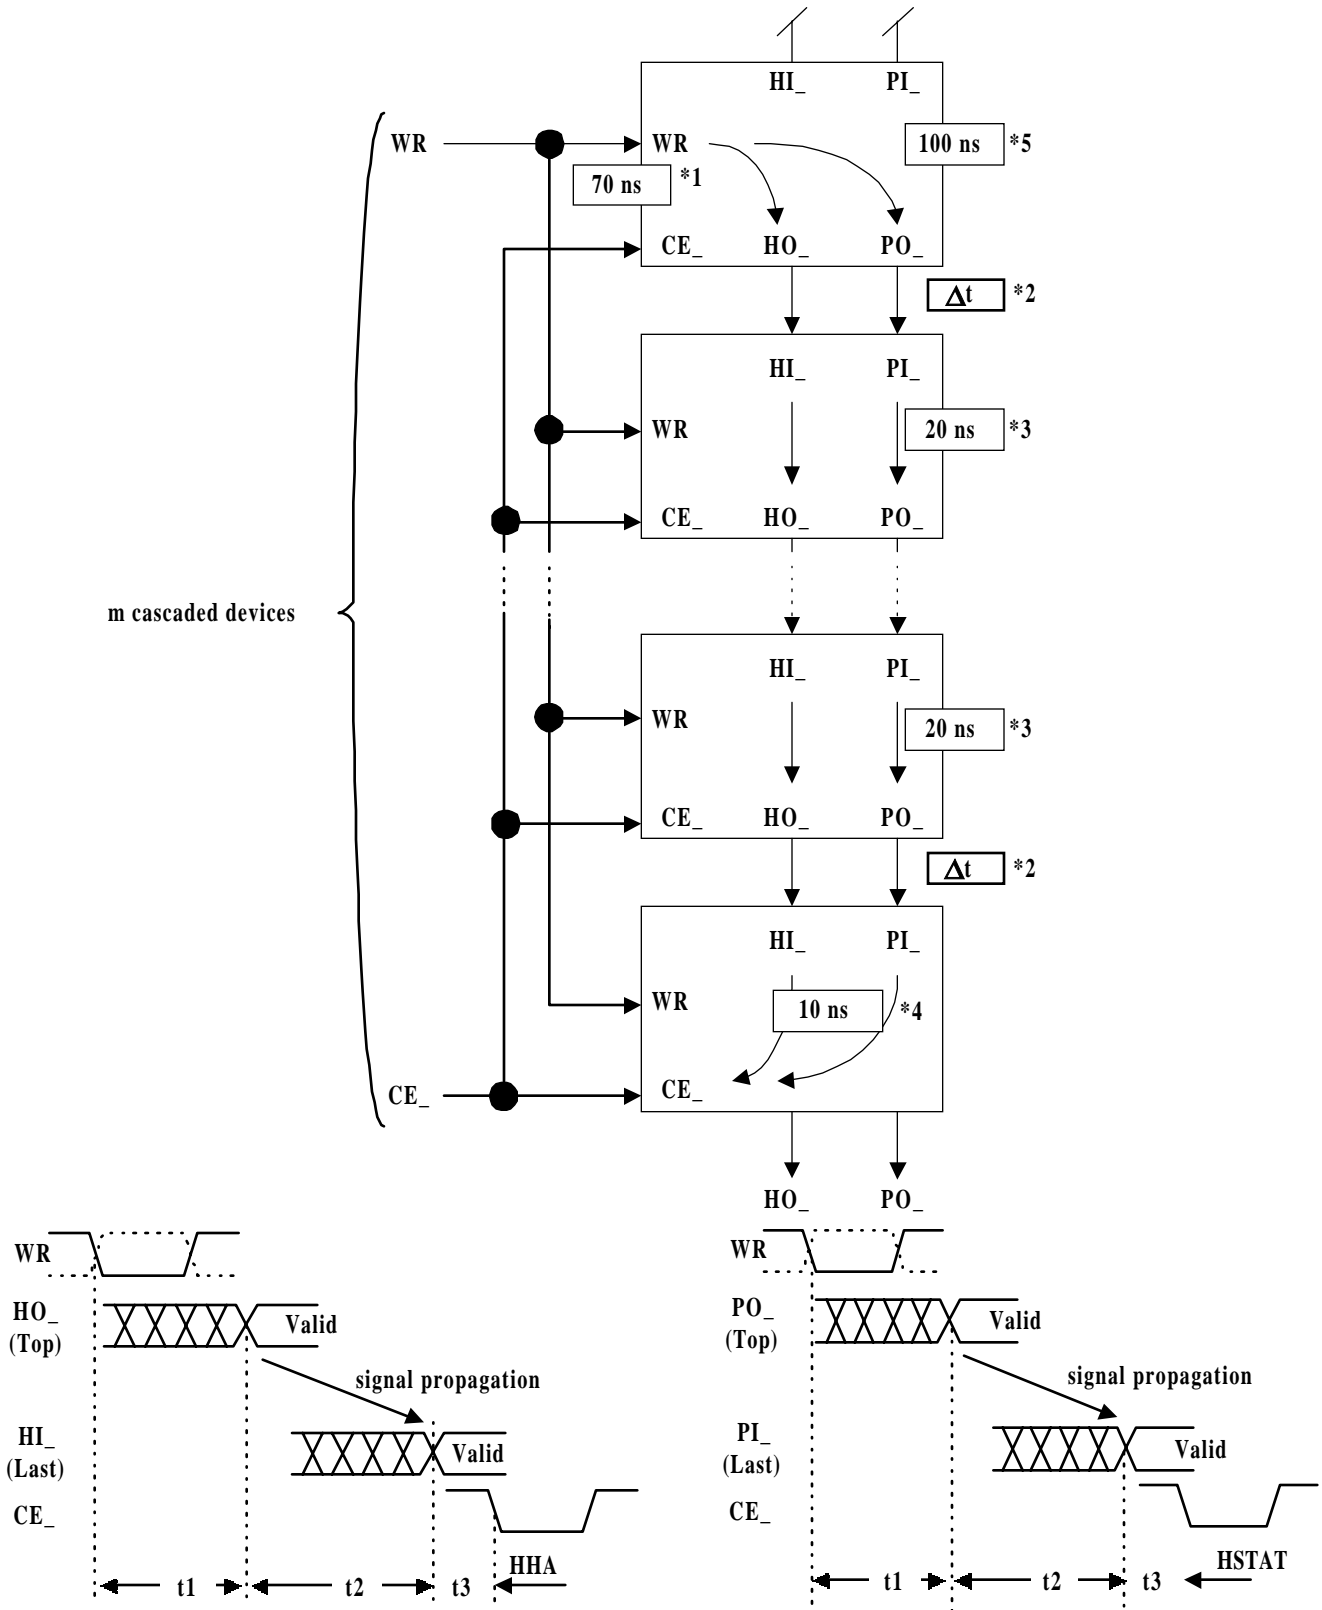 HI_ PI_
WR WR 100 ns *5
70 ns *1
CE_ HO_ PO_
Δt *2
HI_ PI_
WR 20 ns *3
CE_ HO_ PO_
m cascaded devices
HI_ PI_
WR 20 ns *3
CE_ HO_ PO_
Δt *2
HI_ PI_
WR 10 ns *4
CE_ CE_
HO_ PO_
WR
HO_
(Top)
Valid
signal propagation
HI_
(Last)
Valid
CE_
HHA
t1 t2 t3
WR
PO_
(Top)
Valid
signal propagation
PI_
(Last)
Valid
CE_
HSTAT
t1 t2 t3